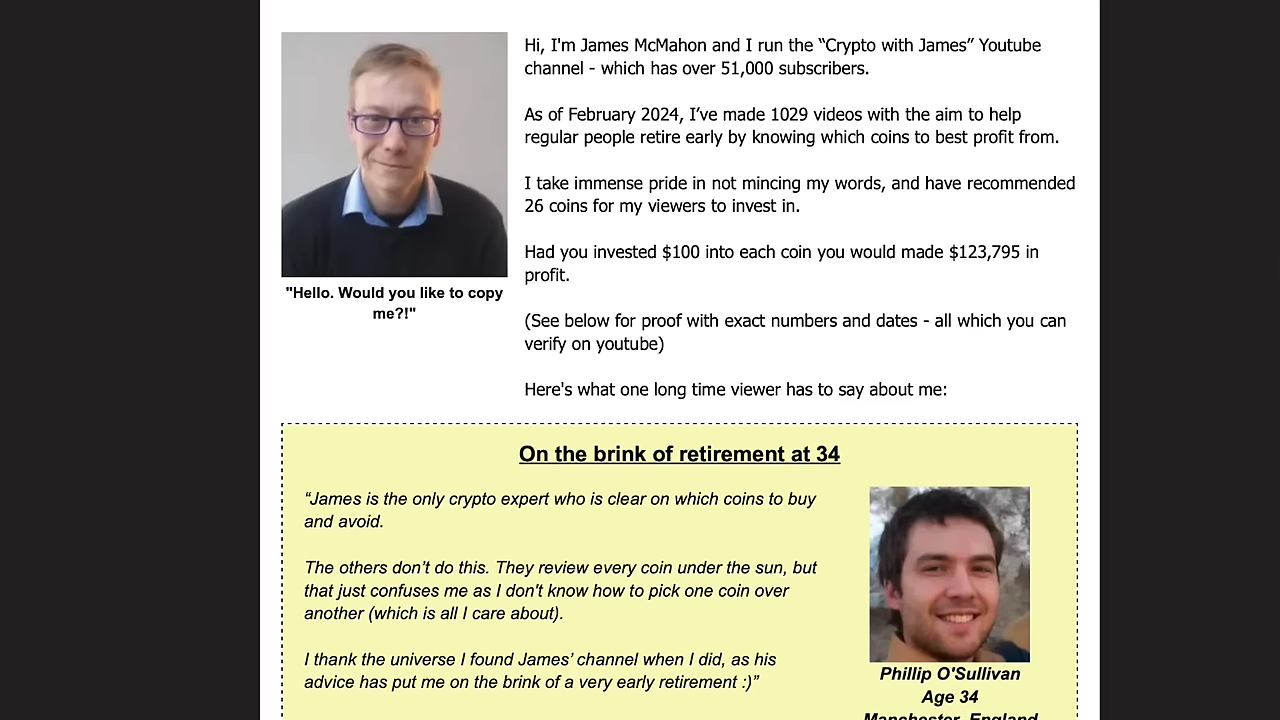 Hi, I'm James McMahon and I run the “Crypto with James” Youtube
channel - which has over 51,000 subscribers.
As of February 2024, I’ve made 1029 videos with the aim to help
regular people retire early by knowing which coins to best profit from.
I take immense pride in not mincing my words, and have recommended
26 coins for my viewers to invest in.
Had you invested $100 into each coin you would made $123,795 in
profit.
(See below for proof with exact numbers and dates - all which you can
verify on youtube)
Here's what one long time viewer has to say about me:
"Hello. Would you like to copy
me?!"
On the brink of retirement at 34
“James is the only crypto expert who is clear on which coins to buy
and avoid.
The others don’t do this. They review every coin under the sun, but
that just confuses me as I don't know how to pick one coin over
another (which is all I care about).
I thank the universe I found James’ channel when I did, as his
advice has put me on the brink of a very early retirement :)”
Phillip O'Sullivan
Age 34
Manchester, England